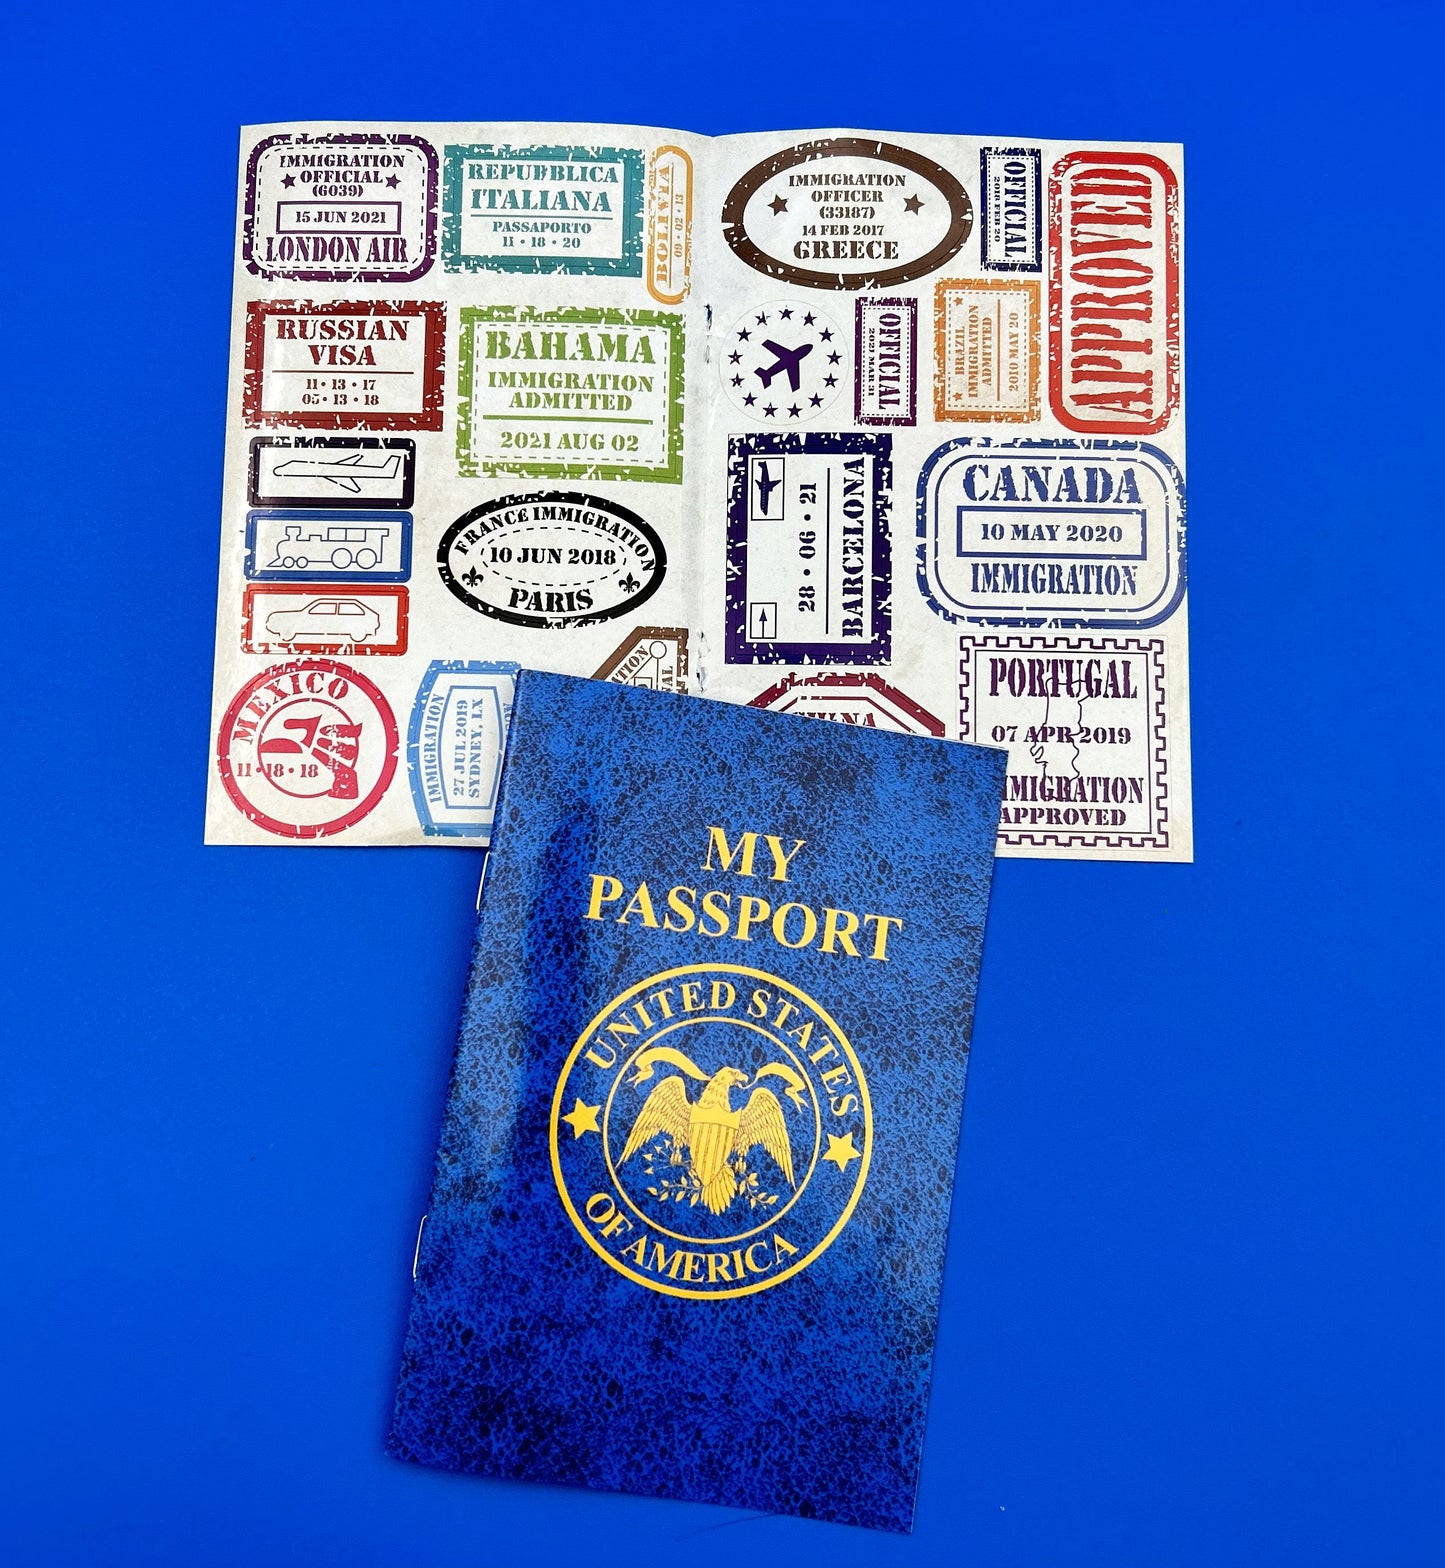 IMMIGRATION
OFFICIAL
(G039)
15 JUN 2021
LONDON AIR
REPUBBLICA
ITALIANA
PASSAPORTO
11 • 18 • 20
BOLIVIA
09 • 02 • 13
IMMIGRATION
OFFICER
(33187)
14 FEB 2017
GREECE
OFFICIAL
2018 FEB 20
APPROVED
RUSSIAN
VISA
11 • 13 • 17
05 • 13 • 18
BAHAMA
IMMIGRATION
ADMITTED
2021 AUG 02
OFFICIAL
2021 MAR 31
BRAZIL
IMMIGRATION
ADMITTED
2010 MAY 20
FRANCE IMMIGRATION
10 JUN 2018
PARIS
28 • 06 • 21
BARCELONA
CANADA
10 MAY 2020
IMMIGRATION
MEXICO
11 • 18 • 18
IMMIGRATION
27 JUL 2019
SYDNEY, IX
PORTUGAL
07 APR 2019
MMIGRATION
APPROVED
MY
PASSPORT
UNITED STATES
OF AMERICA